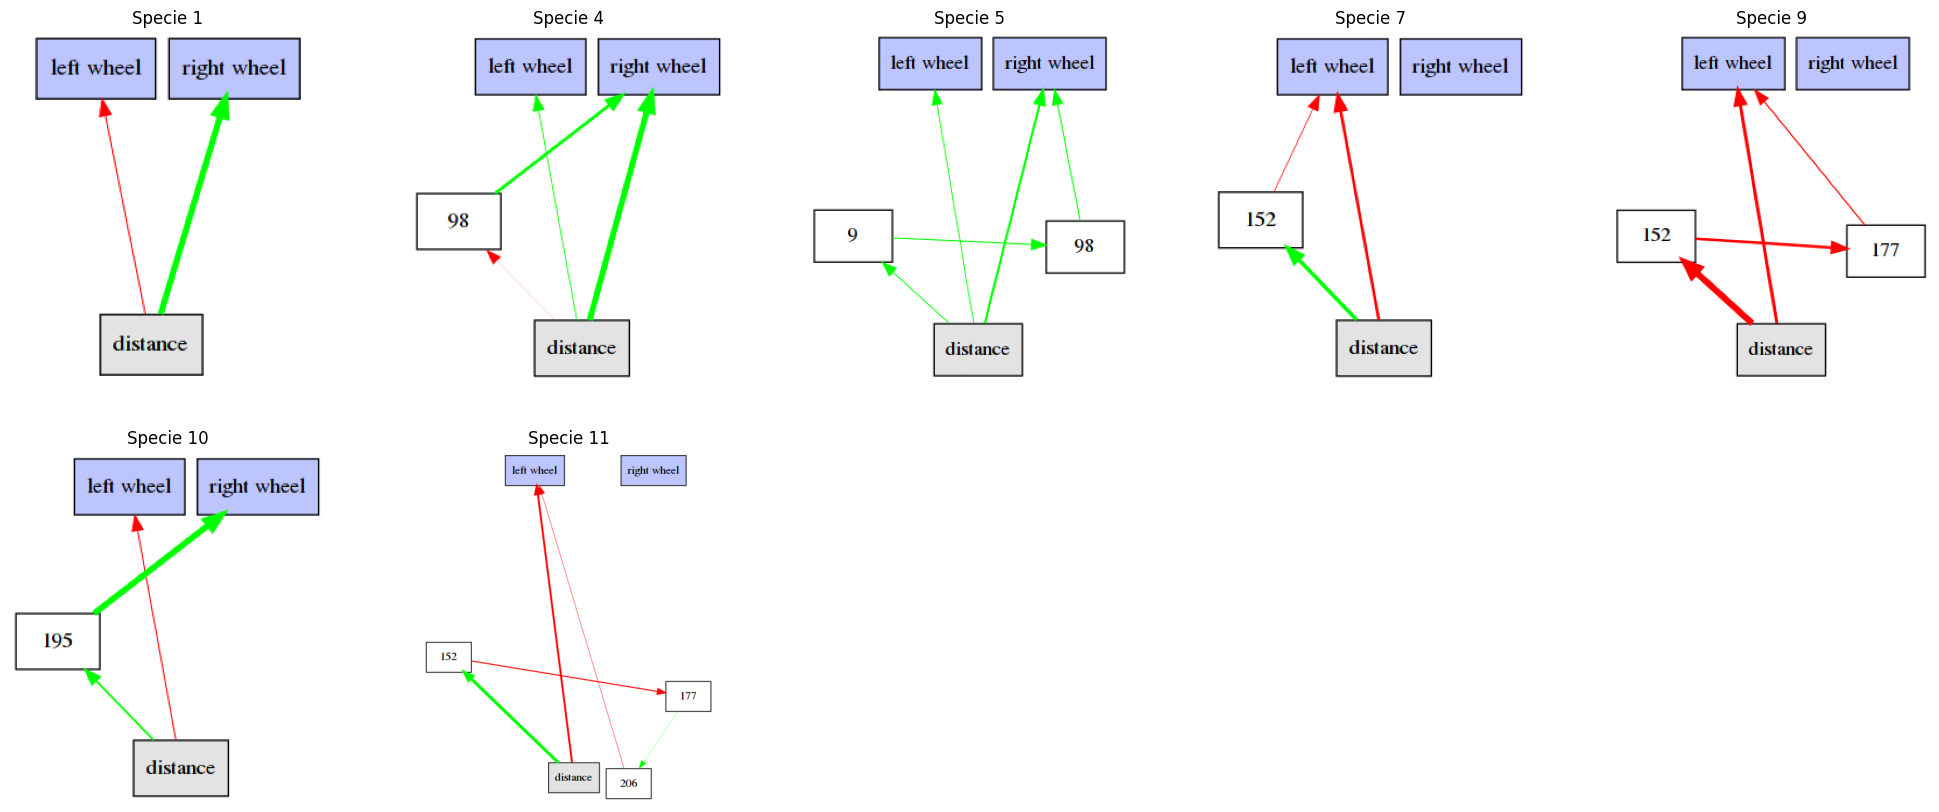 Specie 1
left wheel
right wheel
distance
Specie 4
left wheel
right wheel
98
distance
Specie 5
left wheel
right wheel
9
98
distance
Specie 7
left wheel
right wheel
152
distance
Specie 9
left wheel
right wheel
152
177
distance
Specie 10
left wheel
right wheel
195
distance
Specie 11
left wheel
right wheel
152
177
distance
206